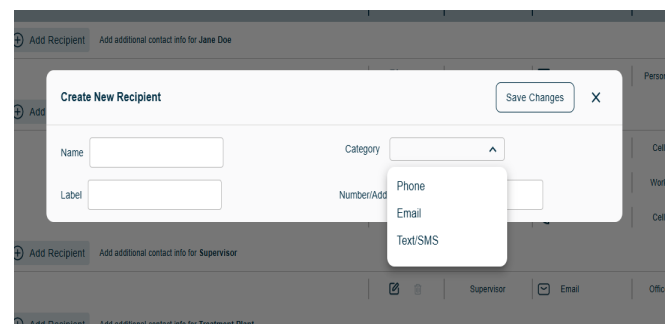 Add Recipient Add additional contact info for Jane Doe
Person
Create New Recipient Save Changes X
Add
Name Category
Cell
Phone
Work
Label Number/Add
Email
Cell
Text/SMS
Add Recipient Add additional contact info for Supervisor
Supervisor Email Offic
Add Recipient Add additional contact info for Treatment Plant